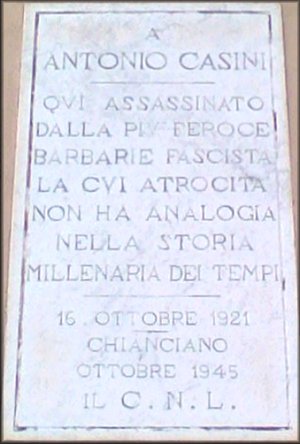 A
ANTONIO CASINI
QVI ASSASSINATO
DALLA PIV FEROCE
BARBARIE FASCISTA
LA CVI ATROCITA
NON HA ANALOGIA
NELLA STORIA
MILLENARIA DEI TEMPI
16. OTTOBRE 1921
CHIANCIANO
OTTOBRE 1945
IL C. N. L.